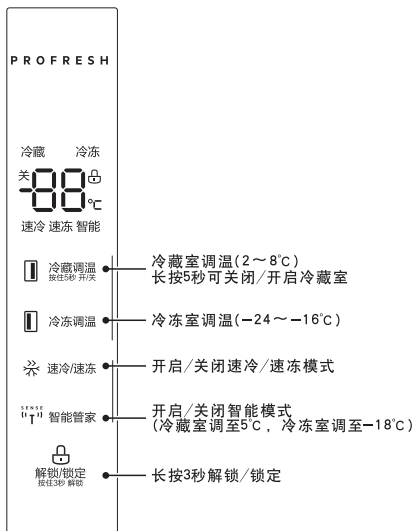 PROFRESH
冷藏 冷冻
关 -88 ℃
速冷 速冻 智能
冷藏调温
按住5秒 开/关
冷藏室调温(2～8℃)
长按5秒可关闭/开启冷藏室
冷冻调温
冷冻室调温(-24～-16℃)
速冷/速冻
开启/关闭速冷/速冻模式
SENSE
智能管家
开启/关闭智能模式
(冷藏室调至5℃，冷冻室调至-18℃)
解锁/锁定
按住3秒 解锁
长按3秒解锁/锁定